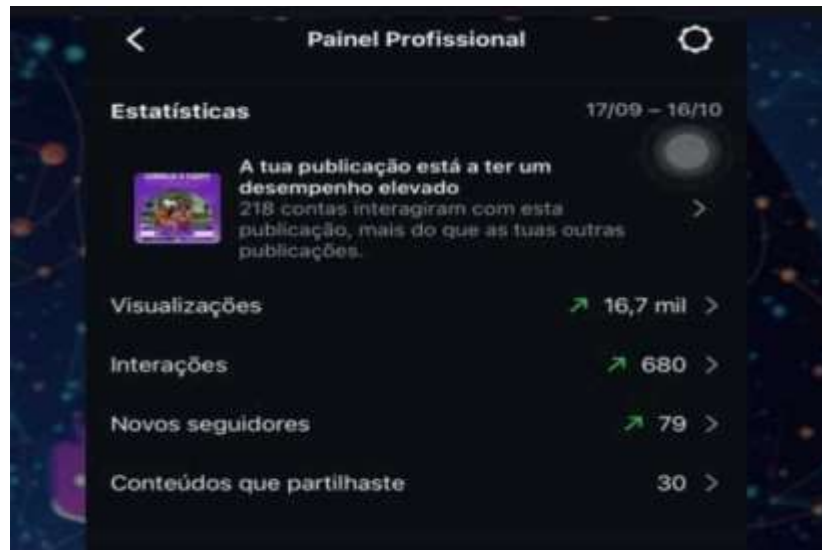 Painel Profissional
Estatísticas 17/09 – 16/10
A tua publicação está a ter um
desempenho elevado
218 contas interagiram com esta
publicação, mais do que as tuas outras
publicações.
Visualizações 16,7 mil
Interações 680
Novos seguidores 79
Conteúdos que partilhaste 30